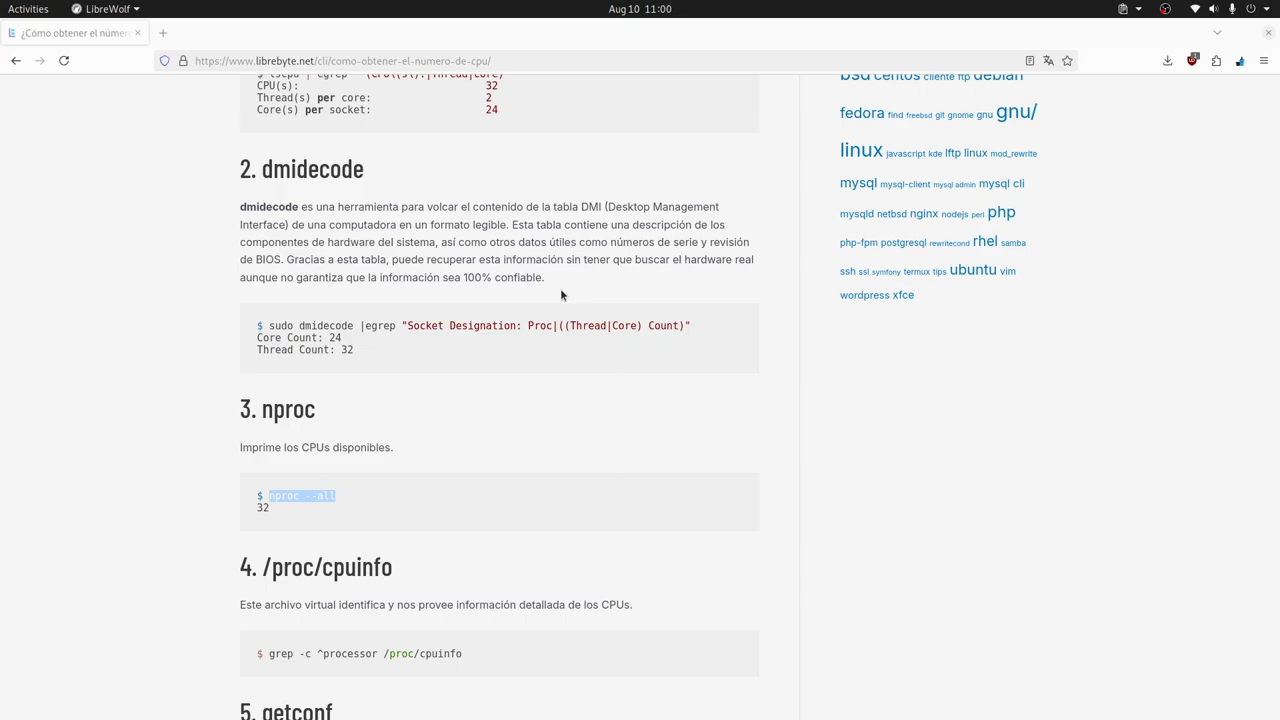 Activities
LibreWolf
Aug 10 11:00
¿Cómo obtener el númer
https://www.librebyte.net/cli/como-obtener-el-numero-de-cpu/
$ lscpu | egrep
CPU(s): 32
Thread(s) per core: 2
Core(s) per socket: 24
2. dmidecode
dmidecode es una herramienta para volcar el contenido de la tabla DMI (Desktop Management
Interface) de una computadora en un formato legible. Esta tabla contiene una descripción de los
componentes de hardware del sistema, así como otros datos útiles como números de serie y revisión
de BIOS. Gracias a esta tabla, puede recuperar esta información sin tener que buscar el hardware real
aunque no garantiza que la información sea 100% confiable.
$ sudo dmidecode |egrep "Socket Designation: Proc|((Thread|Core) Count)"
Core Count: 24
Thread Count: 32
3. nproc
Imprime los CPUs disponibles.
$ nproc --all
32
4. /proc/cpuinfo
Este archivo virtual identifica y nos provee información detallada de los CPUs.
$ grep -c ^processor /proc/cpuinfo
5. getconf
bsd centos cliente ftp debian
fedora find freebsd git gnome gnu gnu/
linux javascript kde lftp linux mod_rewrite
mysql mysql-client mysql admin mysql cli
mysqld netbsd nginx nodejs perl php
php-fpm postgresql rewritecond rhel samba
ssh ssl symfony termux tips ubuntu vim
wordpress xfce